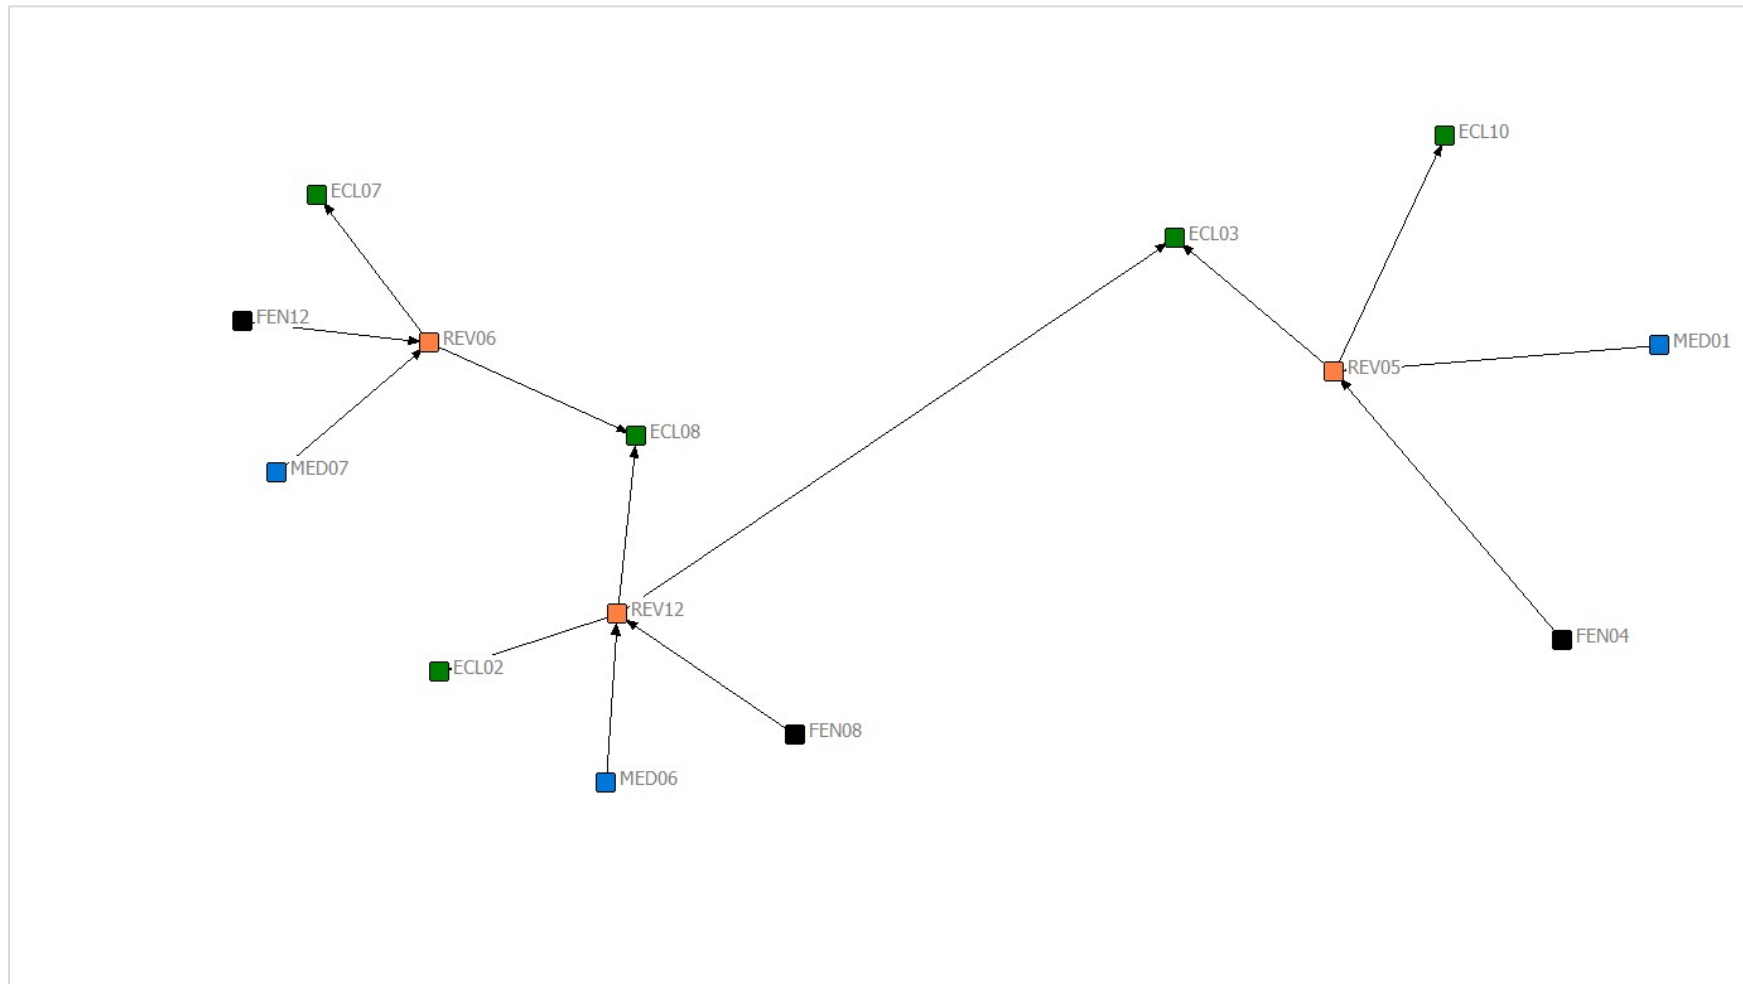 ECL10
ECL07
ECL03
FEN12
REV06
MED01
REV05
ECL08
MED07
REV12
FEN04
ECL02
FEN08
MED06